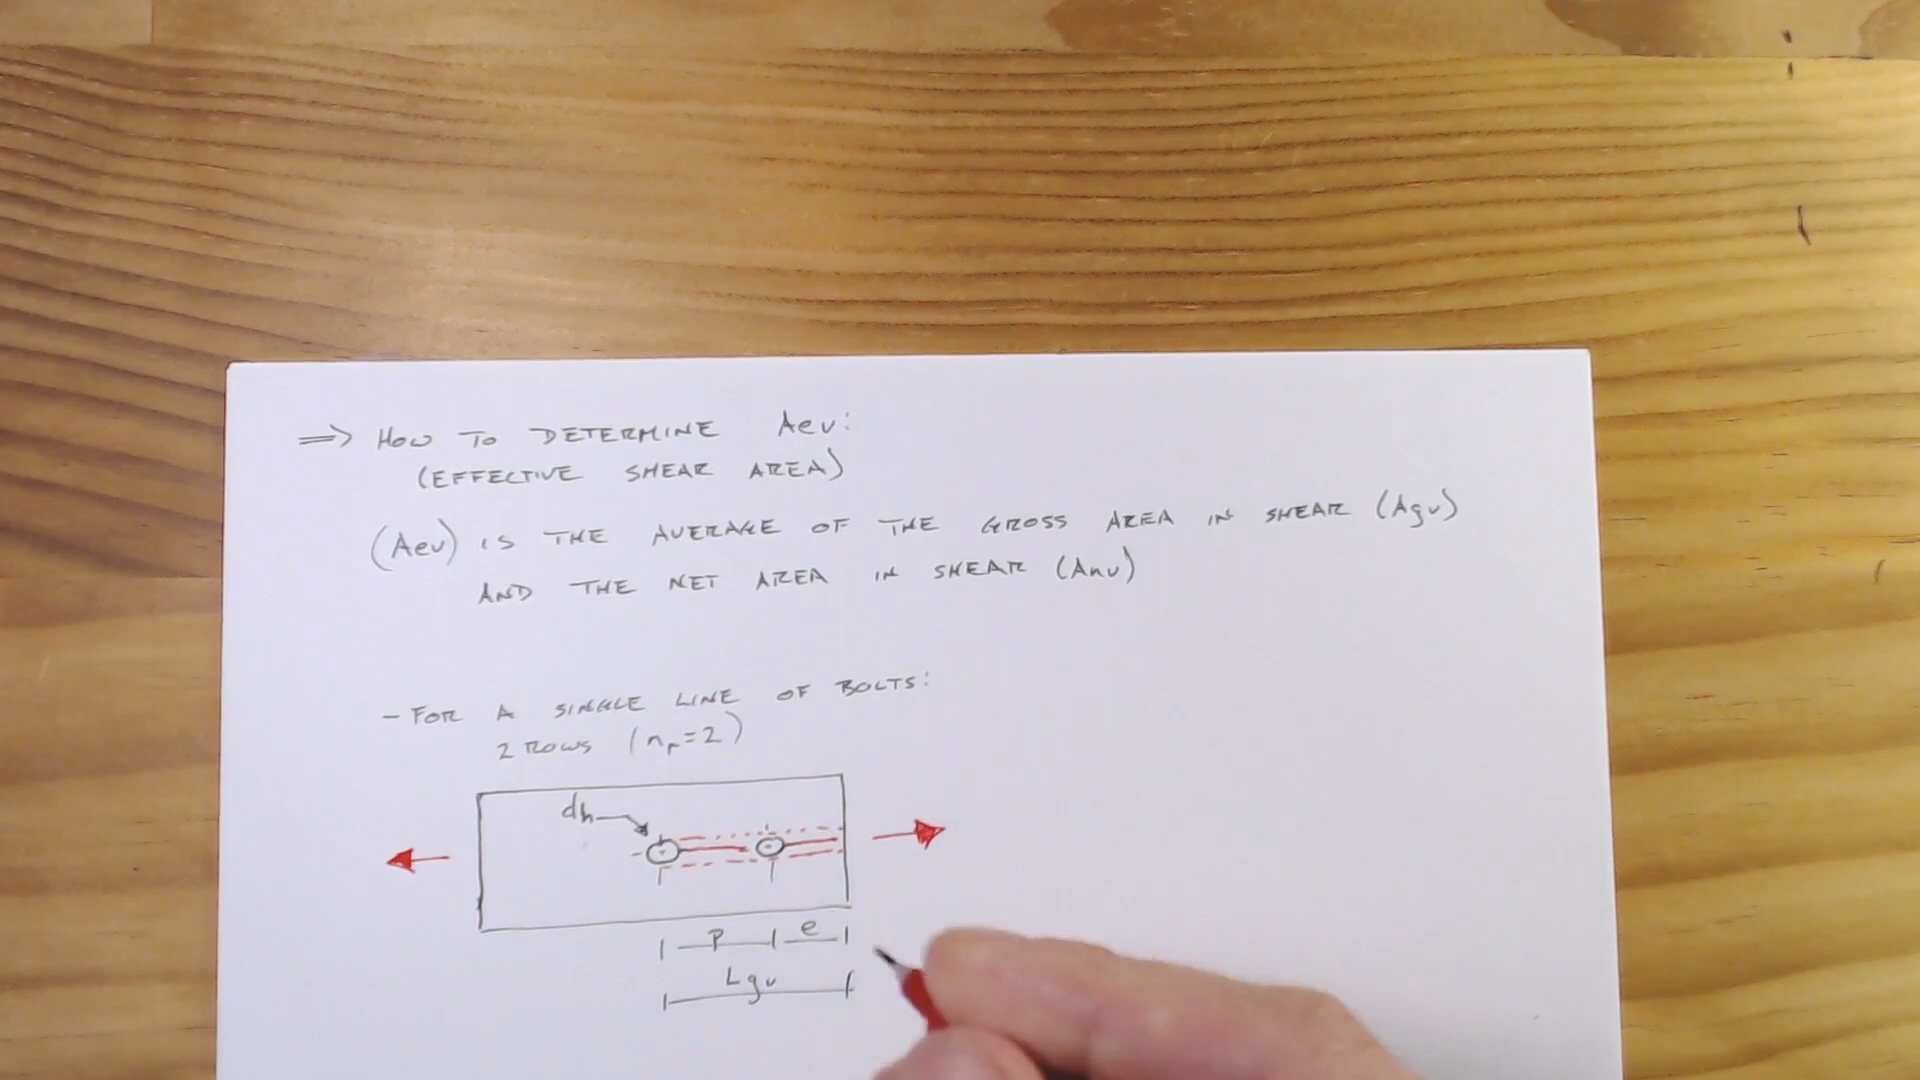 ⇒ HOW TO DETERMINE Aev:
(EFFECTIVE SHEAR AREA)
(Aev) IS THE AVERAGE OF THE GROSS AREA IN SHEAR (Agv)
AND THE NET AREA IN SHEAR (Anv)
- FOR A SINGLE LINE OF BOLTS:
2 ROWS (nr=2)
dh
P e
Lgv